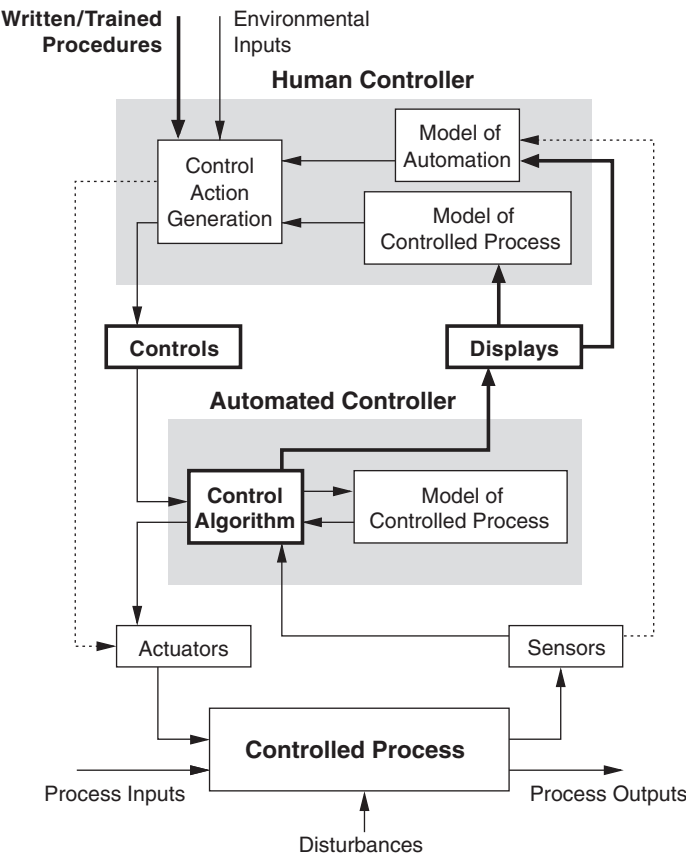 Written/Trained
Procedures
Environmental
Inputs
Human Controller
Control
Action
Generation
Model of
Automation
Model of
Controlled Process
Controls
Displays
Automated Controller
Control
Algorithm
Model of
Controlled Process
Actuators
Sensors
Controlled Process
Process Inputs
Process Outputs
Disturbances